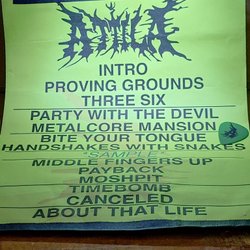 ATTILA
INTRO
PROVING GROUNDS
THREE SIX
PARTY WITH THE DEVIL
METALCORE MANSION
BITE YOUR TONGUE
HANDSHAKES WITH SNAKES
*SAMPLE*
MIDDLE FINGERS UP
PAYBACK
MOSHPIT
TIMEBOMB
CANCELED
ABOUT THAT LIFE